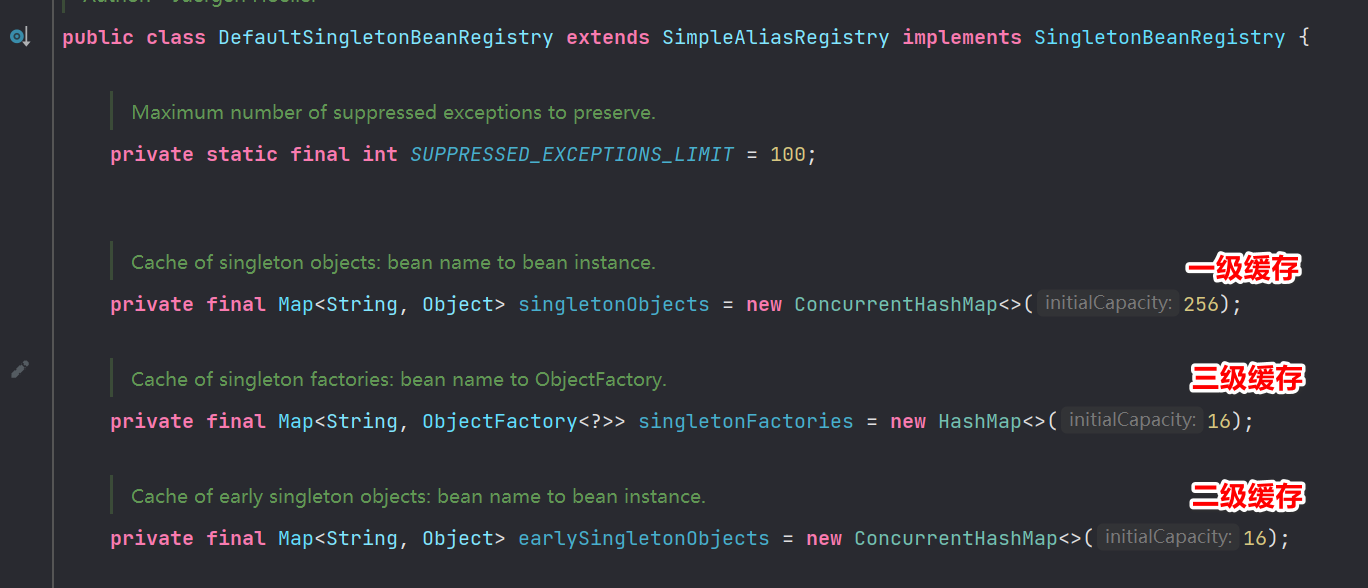 Author: Juergen Hoeller
public class DefaultSingletonBeanRegistry extends SimpleAliasRegistry implements SingletonBeanRegistry {
Maximum number of suppressed exceptions to preserve.
private static final int SUPPRESSED_EXCEPTIONS_LIMIT = 100;
Cache of singleton objects: bean name to bean instance.
一级缓存
private final Map<String, Object> singletonObjects = new ConcurrentHashMap<>( initialCapacity: 256);
Cache of singleton factories: bean name to ObjectFactory.
三级缓存
private final Map<String, ObjectFactory<?>> singletonFactories = new HashMap<>( initialCapacity: 16);
Cache of early singleton objects: bean name to bean instance.
二级缓存
private final Map<String, Object> earlySingletonObjects = new ConcurrentHashMap<>( initialCapacity: 16);